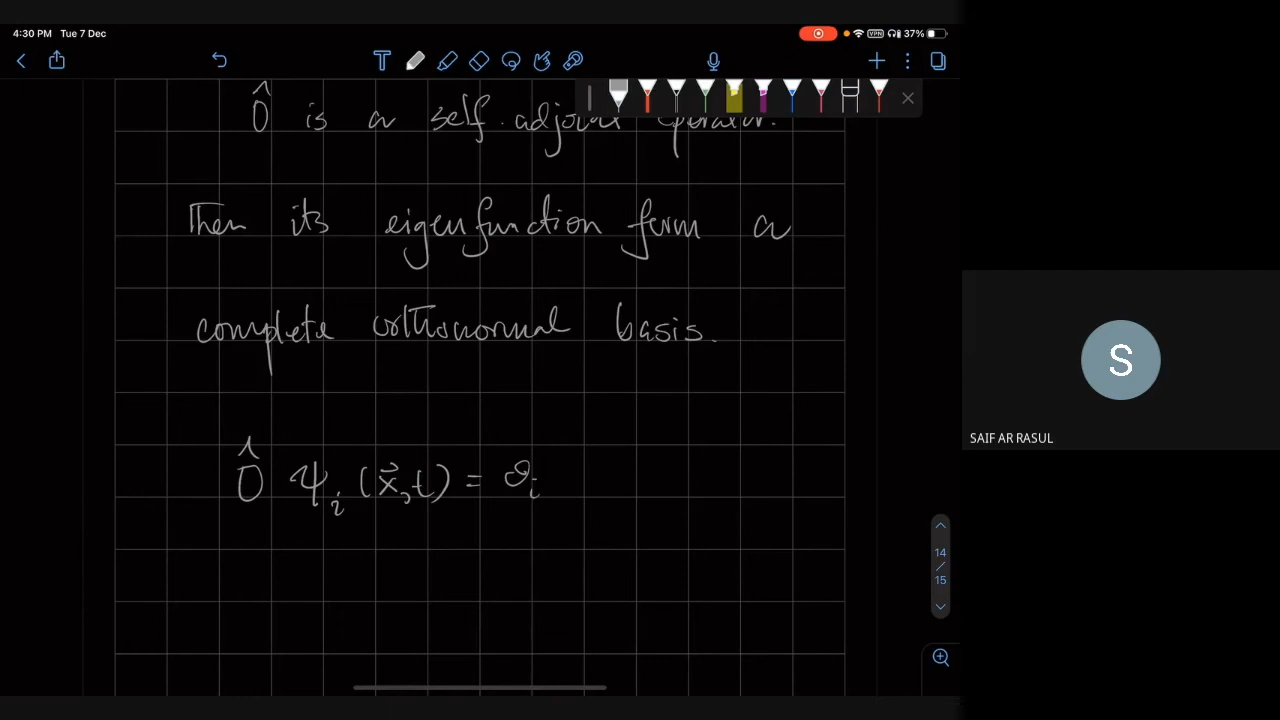 4:30 PM Tue 7 Dec
VPN 37%
Ô is a self-adjoint operator.
Then its eigenfunction form a
complete orthonormal basis.
Ô ψᵢ (x⃗, t) = ϑᵢ
14
/
15
S
SAIF AR RASUL